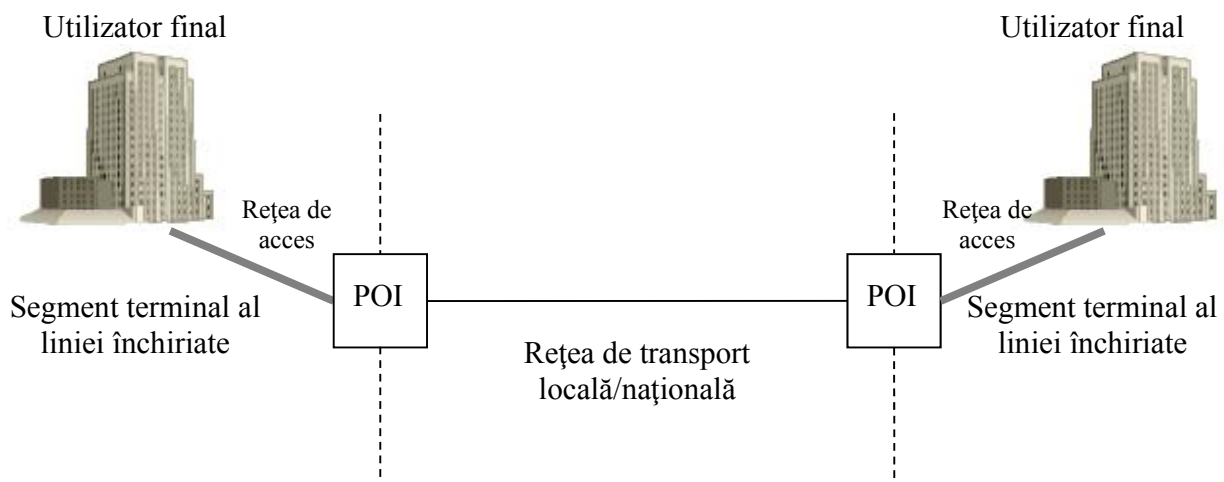 Utilizator final
Utilizator final
Reţea de
acces
Reţea de
acces
POI
POI
Segment terminal al
liniei închiriate
Segment terminal al
liniei închiriate
Reţea de transport
locală/naţională